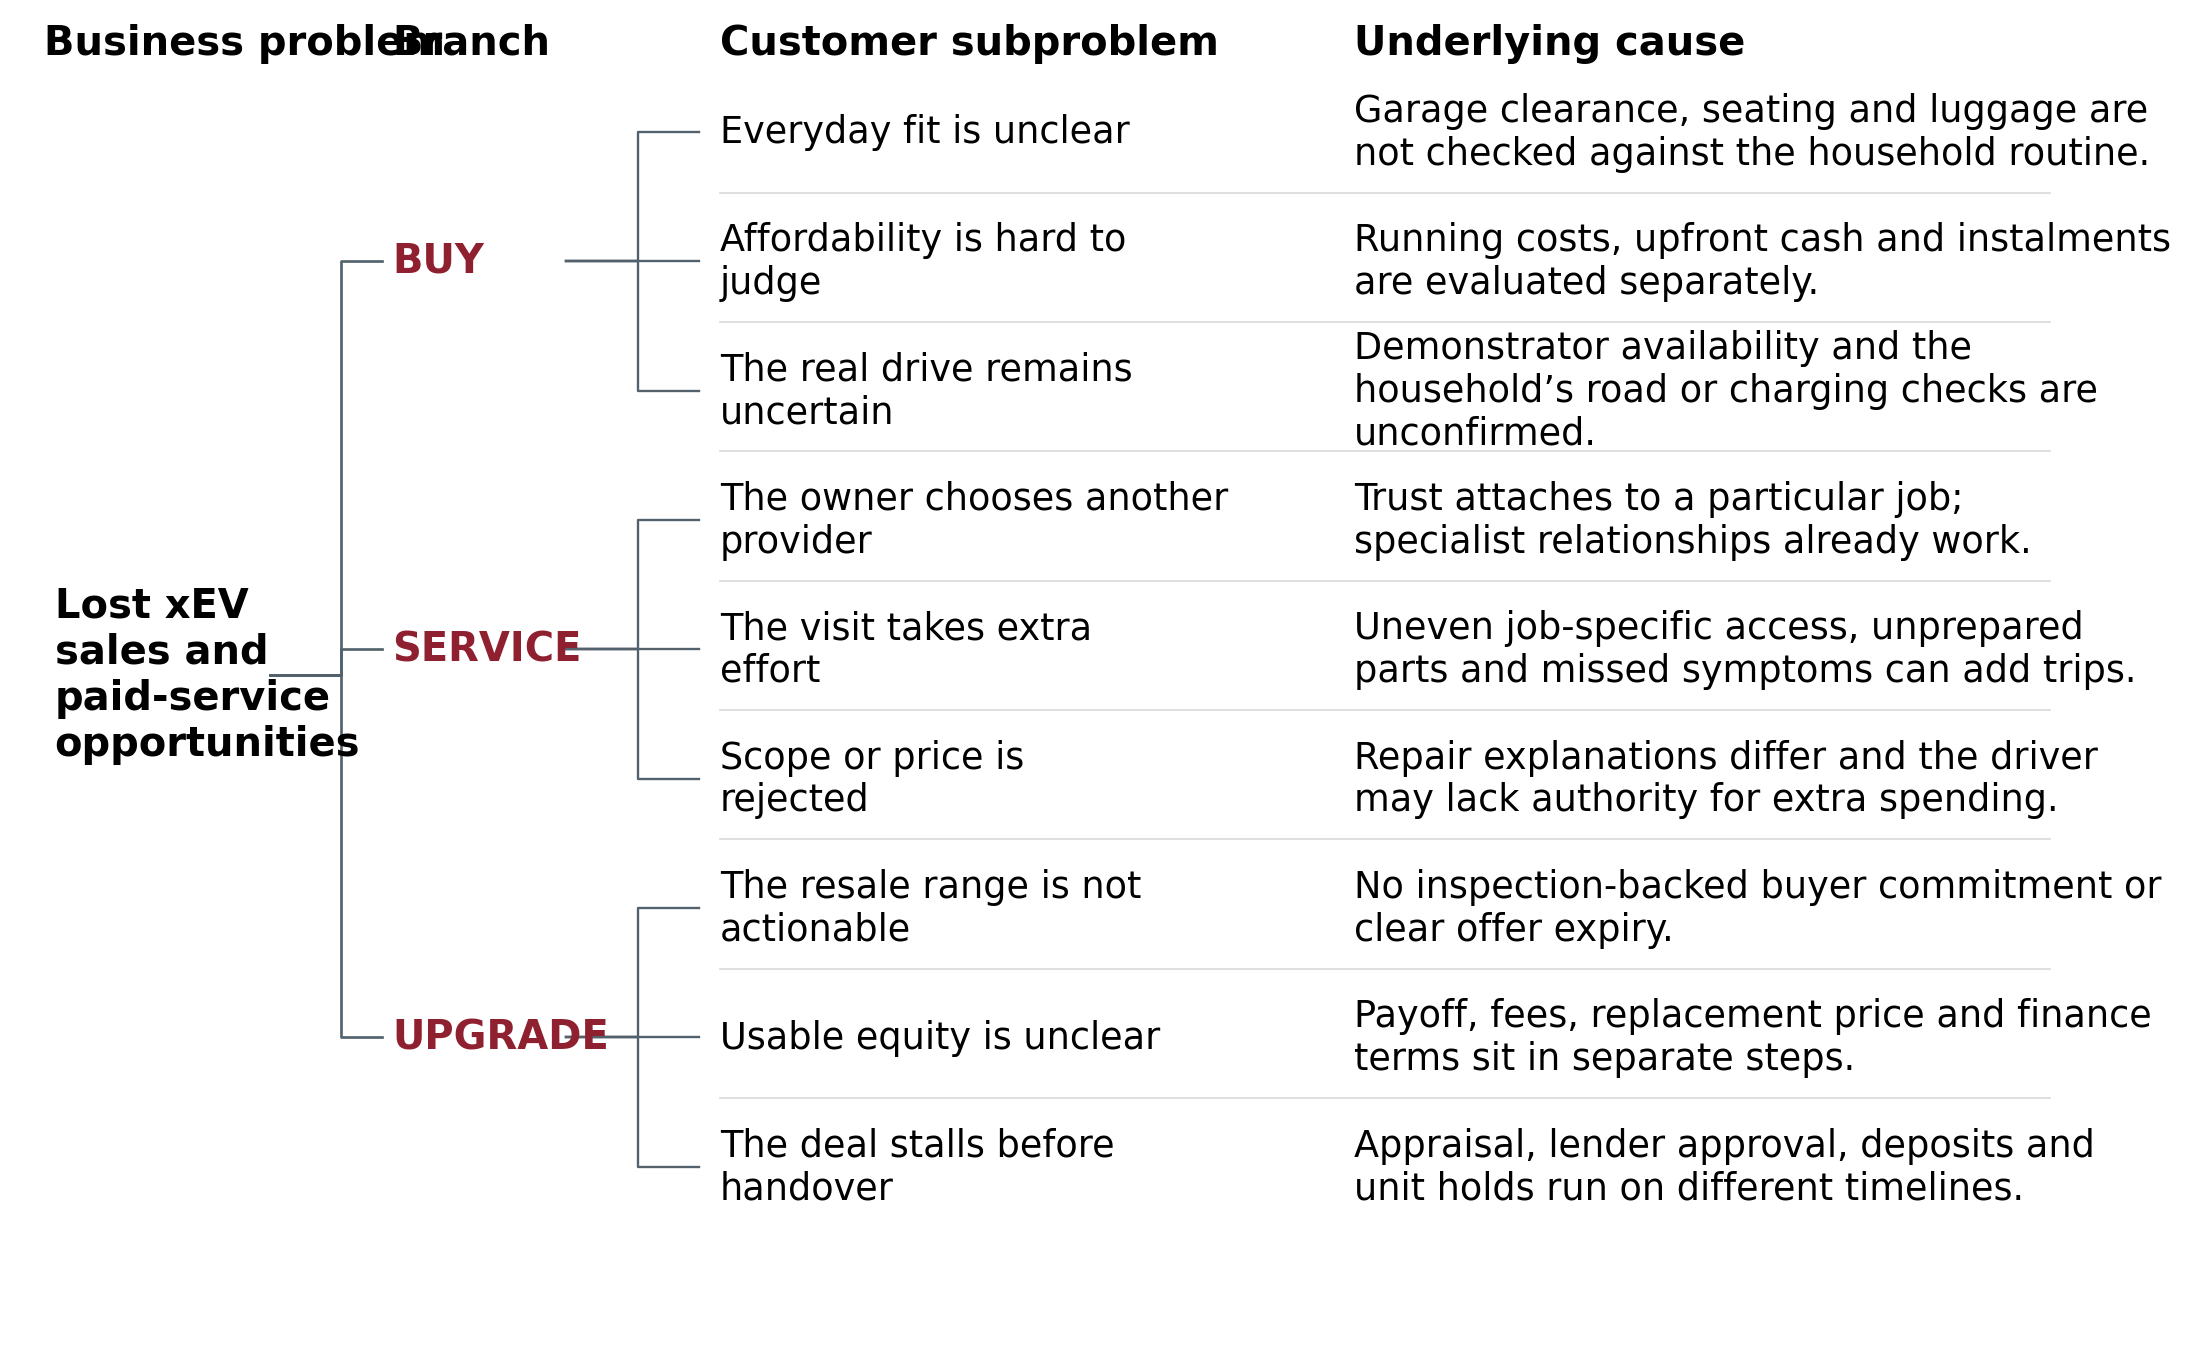 Business problem
Branch
Customer subproblem
Underlying cause
Lost xEV
sales and
paid-service
opportunities
BUY
Everyday fit is unclear
Garage clearance, seating and luggage are
not checked against the household routine.
Affordability is hard to
judge
Running costs, upfront cash and instalments
are evaluated separately.
The real drive remains
uncertain
Demonstrator availability and the
household’s road or charging checks are
unconfirmed.
SERVICE
The owner chooses another
provider
Trust attaches to a particular job;
specialist relationships already work.
The visit takes extra
effort
Uneven job-specific access, unprepared
parts and missed symptoms can add trips.
Scope or price is
rejected
Repair explanations differ and the driver
may lack authority for extra spending.
UPGRADE
The resale range is not
actionable
No inspection-backed buyer commitment or
clear offer expiry.
Usable equity is unclear
Payoff, fees, replacement price and finance
terms sit in separate steps.
The deal stalls before
handover
Appraisal, lender approval, deposits and
unit holds run on different timelines.